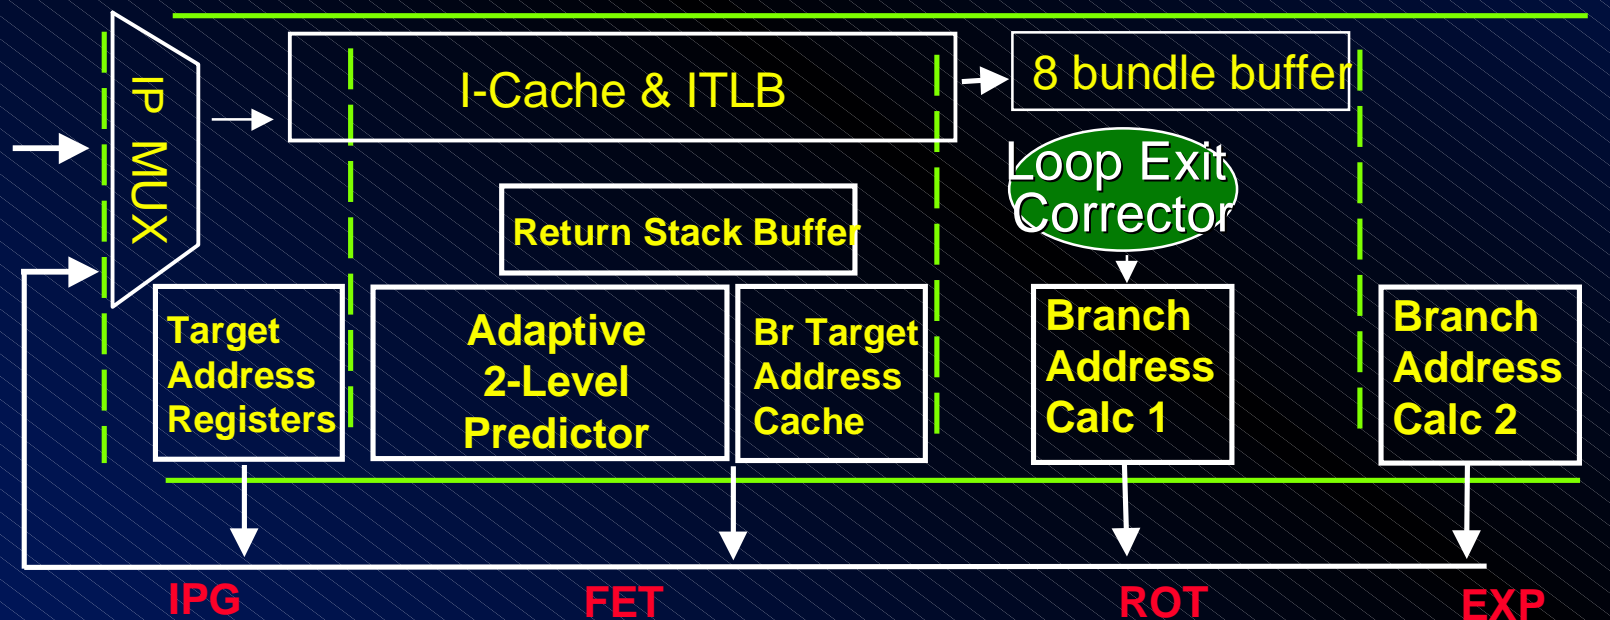 IP MUX
I-Cache & ITLB
8 bundle buffer
Loop Exit
Corrector
Return Stack Buffer
Target
Address
Registers
Adaptive
2-Level
Predictor
Br Target
Address
Cache
Branch
Address
Calc 1
Branch
Address
Calc 2
IPG
FET
ROT
EXP